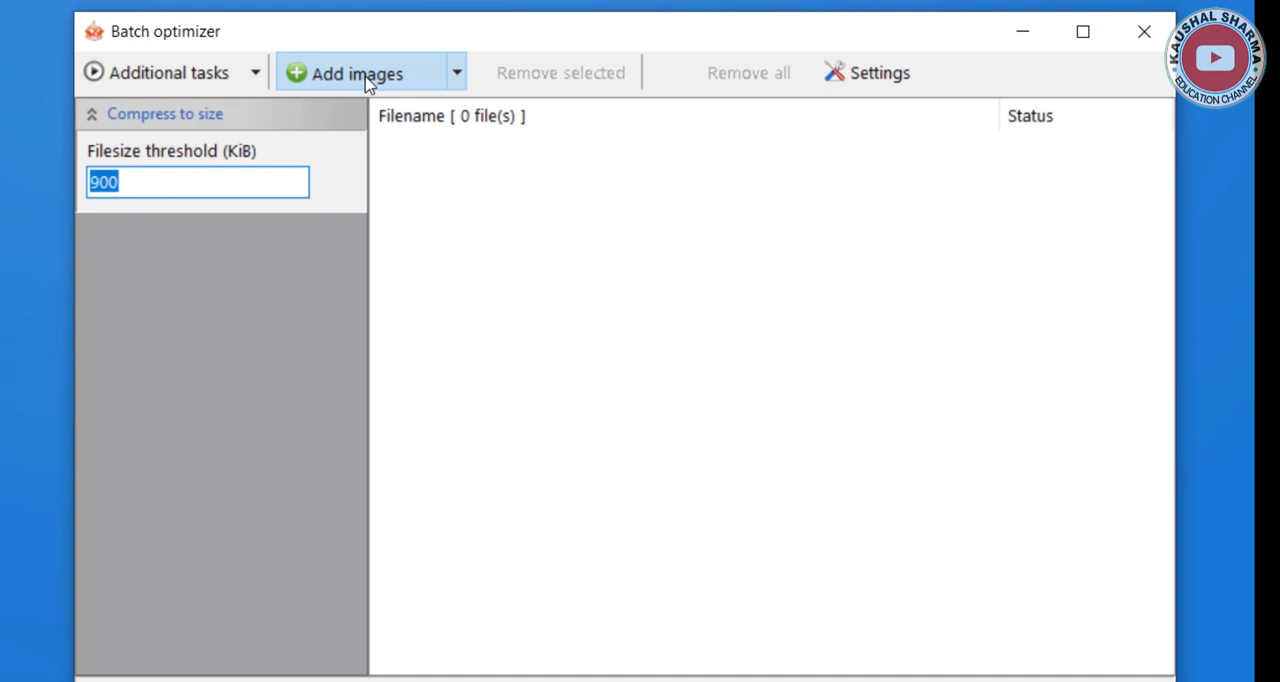 Batch optimizer
Additional tasks
Add images
Remove selected
Remove all
Settings
Compress to size
Filename [ 0 file(s) ]
Status
Filesize threshold (KiB)
900
KAUSHAL SHARMA
EDUCATION CHANNEL